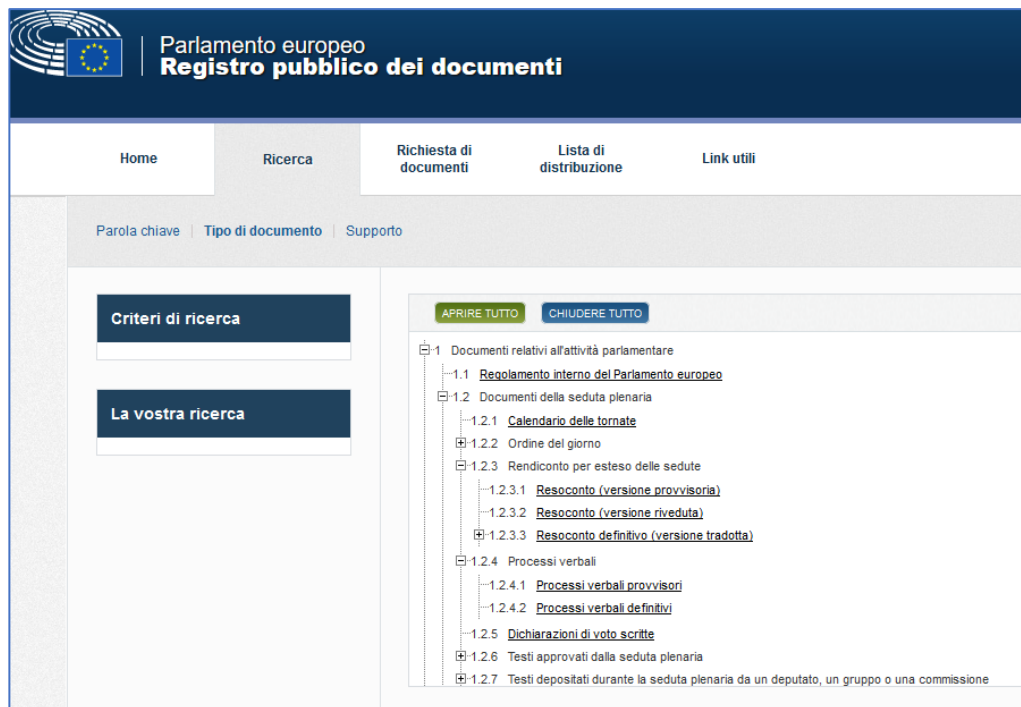 Parlamento europeo
Registro pubblico dei documenti
Home
Ricerca
Richiesta di
documenti
Lista di
distribuzione
Link utili
Parola chiave | Tipo di documento | Supporto
Criteri di ricerca
La vostra ricerca
APRIRE TUTTO
CHIUDERE TUTTO
1 Documenti relativi all'attività parlamentare
1.1 Regolamento interno del Parlamento europeo
1.2 Documenti della seduta plenaria
1.2.1 Calendario delle tornate
1.2.2 Ordine del giorno
1.2.3 Rendiconto per esteso delle sedute
1.2.3.1 Resoconto (versione provvisoria)
1.2.3.2 Resoconto (versione riveduta)
1.2.3.3 Resoconto definitivo (versione tradotta)
1.2.4 Processi verbali
1.2.4.1 Processi verbali provvisori
1.2.4.2 Processi verbali definitivi
1.2.5 Dichiarazioni di voto scritte
1.2.6 Testi approvati dalla seduta plenaria
1.2.7 Testi depositati durante la seduta plenaria da un deputato, un gruppo o una commissione